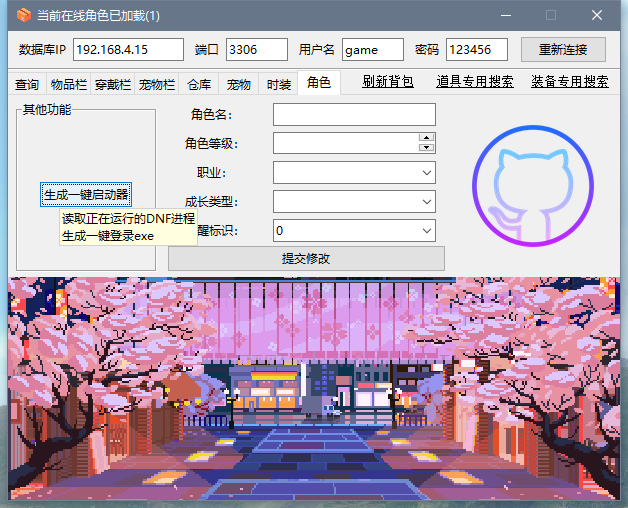 当前在线角色已加载(1)
数据库IP 192.168.4.15 端口 3306 用户名 game 密码 123456 重新连接
查询 物品栏 穿戴栏 宠物栏 仓库 宠物 时装 角色 刷新背包 道具专用搜索 装备专用搜索
其他功能
生成一键启动器
读取正在运行的DNF进程
生成一键登录exe
角色名:
角色等级:
职业:
成长类型:
醒标识: 0
提交修改